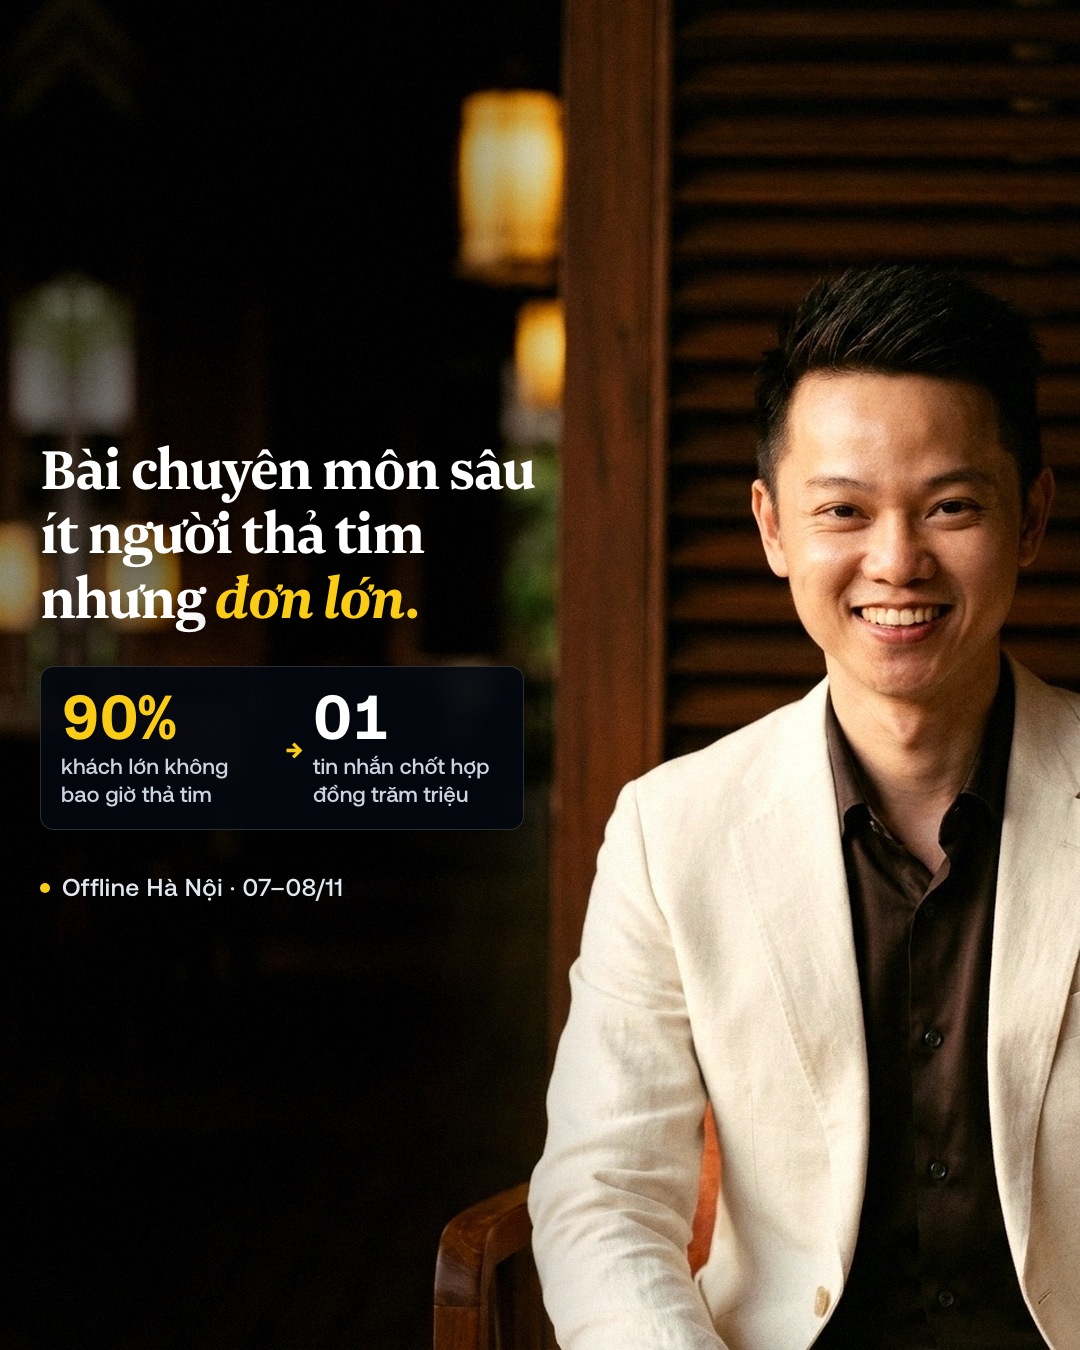 Bài chuyên môn sâu
ít người thả tim
nhưng đơn lớn.
90%
khách lớn không
bao giờ thả tim
→
01
tin nhắn chốt hợp
đồng trăm triệu
Offline Hà Nội · 07–08/11